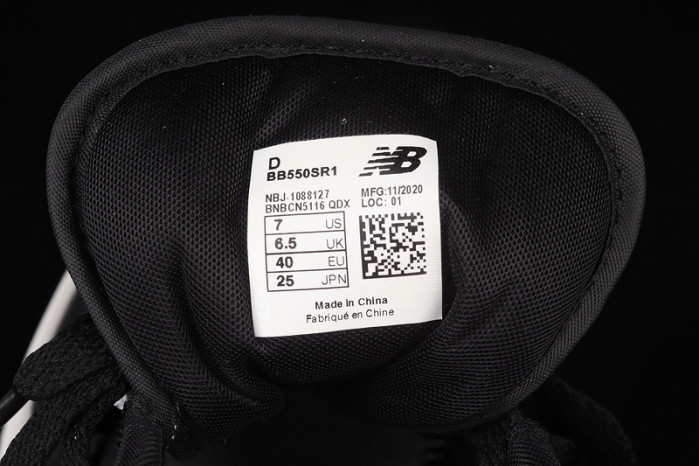 D
BB550SR1
NB
NBJ-1088127
BNBCN5116 QDX
MFG:11/2020
LOC: 01
7 US
6.5 UK
40 EU
25 JPN
Made in China
Fabriqué en Chine